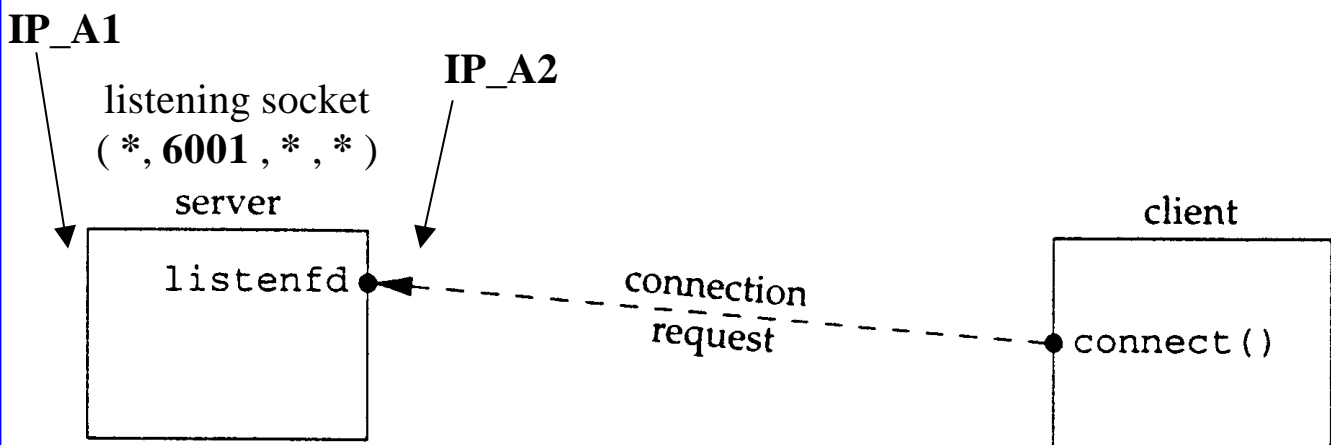 IP_A1
IP_A2
listening socket
( *, 6001 , * , * )
server
client
listenfd
connection
request
connect()